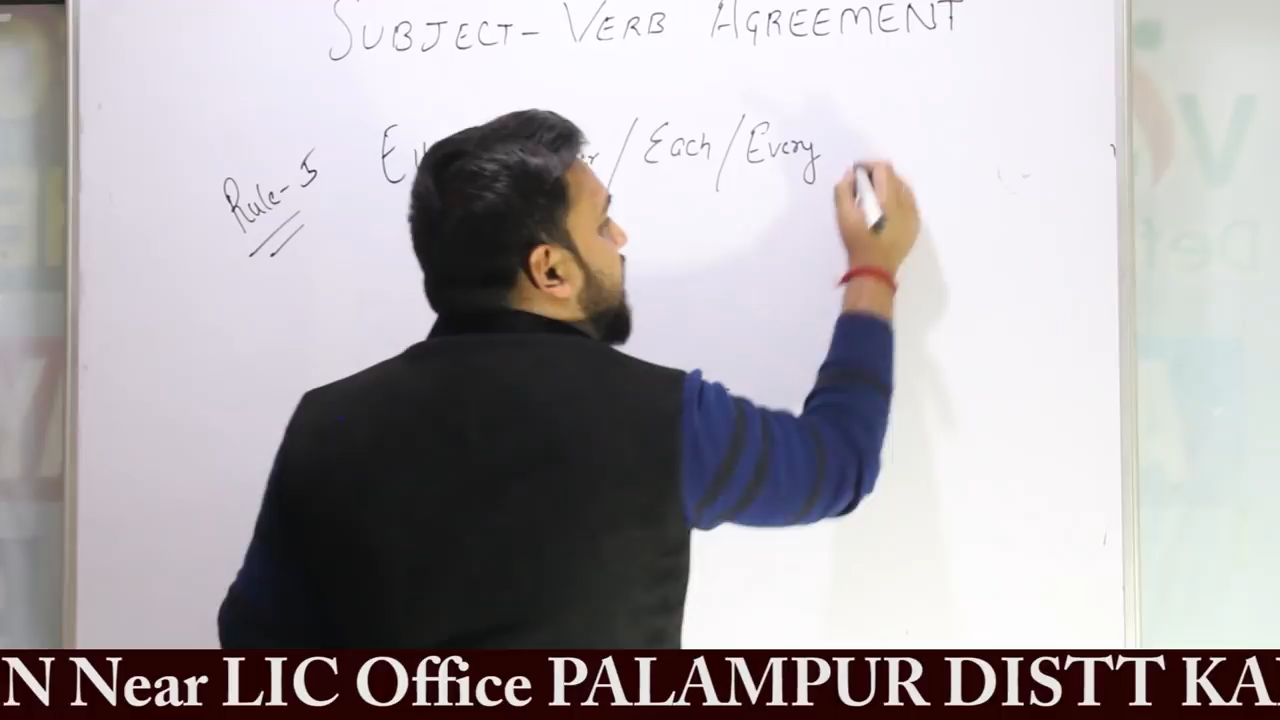 SUBJECT-VERB AGREEMENT
Rule-5 / Each / Every
N Near LIC Office PALAMPUR DISTT KA